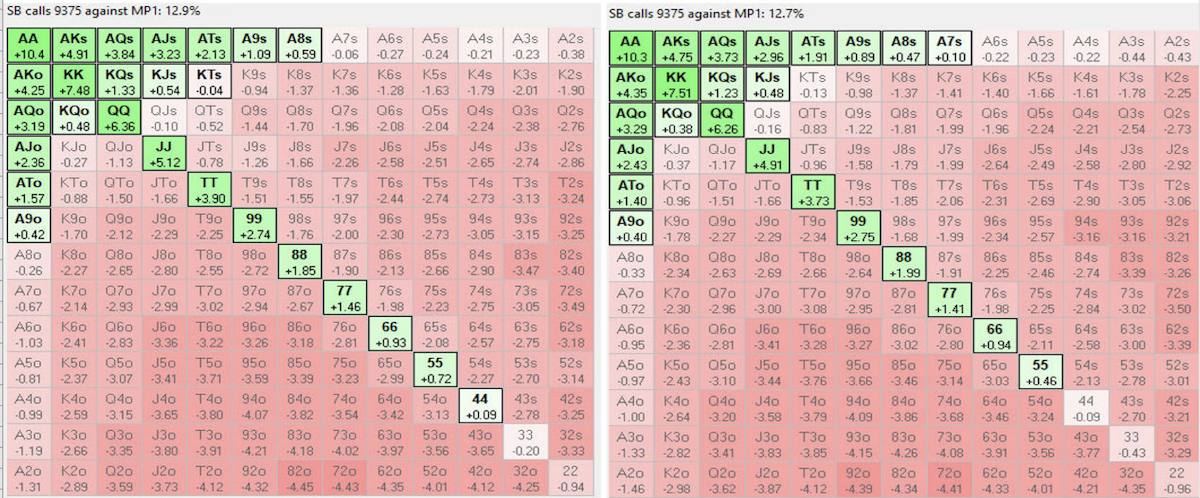 SB calls 9375 against MP1: 12.9%
AA AKs AQs AJs ATs A9s A8s A7s A6s A5s A4s A3s A2s
+10.4 +4.91 +3.84 +3.23 +2.13 +1.09 +0.59 -0.06 -0.27 -0.24 -0.21 -0.23 -0.38
AKo KK KQs KJs KTs K9s K8s K7s K6s K5s K4s K3s K2s
+4.25 +7.48 +1.33 +0.54 -0.04 -0.94 -1.37 -1.36 -1.28 -1.63 -1.79 -2.01 -1.90
AQo KQo QQ QJs QTs Q9s Q8s Q7s Q6s Q5s Q4s Q3s Q2s
+3.19 +0.48 +6.36 -0.10 -0.52 -1.44 -1.70 -1.96 -2.08 -2.04 -2.24 -2.38 -2.76
AJo KJo QJo JJ JTs J9s J8s J7s J6s J5s J4s J3s J2s
+2.36 -0.27 -1.13 +5.12 -0.78 -1.26 -1.66 -2.26 -2.58 -2.51 -2.65 -2.74 -2.86
ATo KTo QTo JTo TT T9s T8s T7s T6s T5s T4s T3s T2s
+1.57 -0.88 -1.50 -1.66 +3.90 -1.51 -1.55 -1.97 -2.44 -2.74 -2.73 -3.13 -3.24
A9o K9o Q9o J9o T9o 99 98s 97s 96s 95s 94s 93s 92s
+0.42 -1.70 -2.12 -2.29 -2.25 +2.74 -1.76 -2.00 -2.30 -2.73 -3.05 -3.15 -3.25
A8o K8o Q8o J8o T8o 98o 88 87s 86s 85s 84s 83s 82s
-0.26 -2.27 -2.65 -2.80 -2.55 -2.72 +1.85 -1.90 -2.13 -2.66 -2.90 -3.47 -3.40
A7o K7o Q7o J7o T7o 97o 87o 77 76s 75s 74s 73s 72s
-0.67 -2.14 -2.93 -2.99 -3.02 -2.94 -2.67 +1.46 -1.98 -2.23 -2.75 -3.05 -3.49
A6o K6o Q6o J6o T6o 96o 86o 76o 66 65s 64s 63s 62s
-1.03 -2.41 -2.83 -3.36 -3.22 -3.26 -3.18 -2.81 +0.93 -2.08 -2.57 -2.75 -3.18
A5o K5o Q5o J5o T5o 95o 85o 75o 65o 55 54s 53s 52s
-0.81 -2.37 -3.07 -3.41 -3.71 -3.59 -3.39 -3.23 -2.99 +0.72 -2.27 -2.70 -3.14
A4o K4o Q4o J4o T4o 94o 84o 74o 64o 54o 44 43s 42s
-0.99 -2.59 -3.15 -3.65 -3.80 -4.07 -3.82 -3.54 -3.42 -3.13 +0.09 -2.78 -3.25
A3o K3o Q3o J3o T3o 93o 83o 73o 63o 53o 43o 33 32s
-1.19 -2.66 -3.35 -3.80 -3.91 -4.21 -4.18 -4.02 -3.97 -3.56 -3.65 -0.20 -3.33
A2o K2o Q2o J2o T2o 92o 82o 72o 62o 52o 42o 32o 22
-1.31 -2.89 -3.59 -3.73 -4.12 -4.32 -4.45 -4.43 -4.35 -4.01 -4.12 -4.25 -0.94
SB calls 9375 against MP1: 12.7%
AA AKs AQs AJs ATs A9s A8s A7s A6s A5s A4s A3s A2s
+10.3 +4.75 +3.73 +2.96 +1.91 +0.89 +0.47 +0.10 -0.22 -0.23 -0.22 -0.44 -0.43
AKo KK KQs KJs KTs K9s K8s K7s K6s K5s K4s K3s K2s
+4.35 +7.51 +1.23 +0.48 -0.13 -0.98 -1.37 -1.41 -1.40 -1.66 -1.61 -1.78 -2.25
AQo KQo QQ QJs QTs Q9s Q8s Q7s Q6s Q5s Q4s Q3s Q2s
+3.29 +0.38 +6.26 -0.16 -0.83 -1.22 -1.81 -1.99 -1.96 -2.24 -2.21 -2.54 -2.73
AJo KJo QJo JJ JTs J9s J8s J7s J6s J5s J4s J3s J2s
+2.43 -0.37 -1.17 +4.91 -0.96 -1.58 -1.79 -1.99 -2.64 -2.49 -2.58 -2.80 -2.92
ATo KTo QTo JTo TT T9s T8s T7s T6s T5s T4s T3s T2s
+1.40 -0.96 -1.51 -1.66 +3.73 -1.53 -1.85 -2.06 -2.31 -2.69 -2.90 -3.05 -3.06
A9o K9o Q9o J9o T9o 99 98s 97s 96s 95s 94s 93s 92s
+0.40 -1.78 -2.27 -2.29 -2.34 +2.75 -1.68 -1.99 -2.34 -2.57 -3.16 -3.16 -3.21
A8o K8o Q8o J8o T8o 98o 88 87s 86s 85s 84s 83s 82s
-0.33 -2.34 -2.63 -2.69 -2.66 -2.64 +1.99 -1.91 -2.25 -2.46 -2.74 -3.39 -3.26
A7o K7o Q7o J7o T7o 97o 87o 77 76s 75s 74s 73s 72s
-0.72 -2.30 -2.96 -3.00 -3.08 -2.95 -2.81 +1.41 -1.98 -2.25 -2.84 -3.02 -3.50
A6o K6o Q6o J6o T6o 96o 86o 76o 66 65s 64s 63s 62s
-0.95 -2.36 -2.81 -3.41 -3.28 -3.27 -3.02 -2.80 +0.94 -2.11 -2.58 -3.00 -3.39
A5o K5o Q5o J5o T5o 95o 85o 75o 65o 55 54s 53s 52s
-0.97 -2.43 -3.10 -3.44 -3.76 -3.66 -3.46 -3.14 -3.03 +0.46 -2.13 -2.78 -3.01
A4o K4o Q4o J4o T4o 94o 84o 74o 64o 54o 44 43s 42s
-1.00 -2.64 -3.20 -3.58 -3.79 -4.09 -3.86 -3.68 -3.46 -3.24 -0.09 -2.70 -3.21
A3o K3o Q3o J3o T3o 93o 83o 73o 63o 53o 43o 33 32s
-1.33 -2.82 -3.41 -3.83 -3.85 -4.15 -4.26 -4.08 -3.91 -3.56 -3.77 -0.43 -3.29
A2o K2o Q2o J2o T2o 92o 82o 72o 62o 52o 42o 32o 22
-1.46 -2.98 -3.62 -3.87 -4.12 -4.39 -4.34 -4.41 -4.33 -4.01 -4.21 -4.35 -0.96